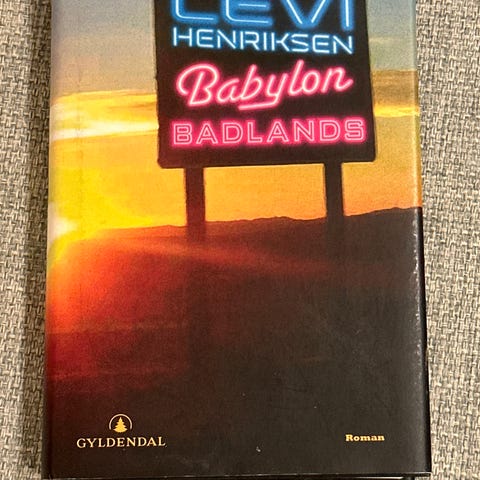 LEVI
HENRIKSEN
Babylon
BADLANDS
GYLDENDAL
Roman